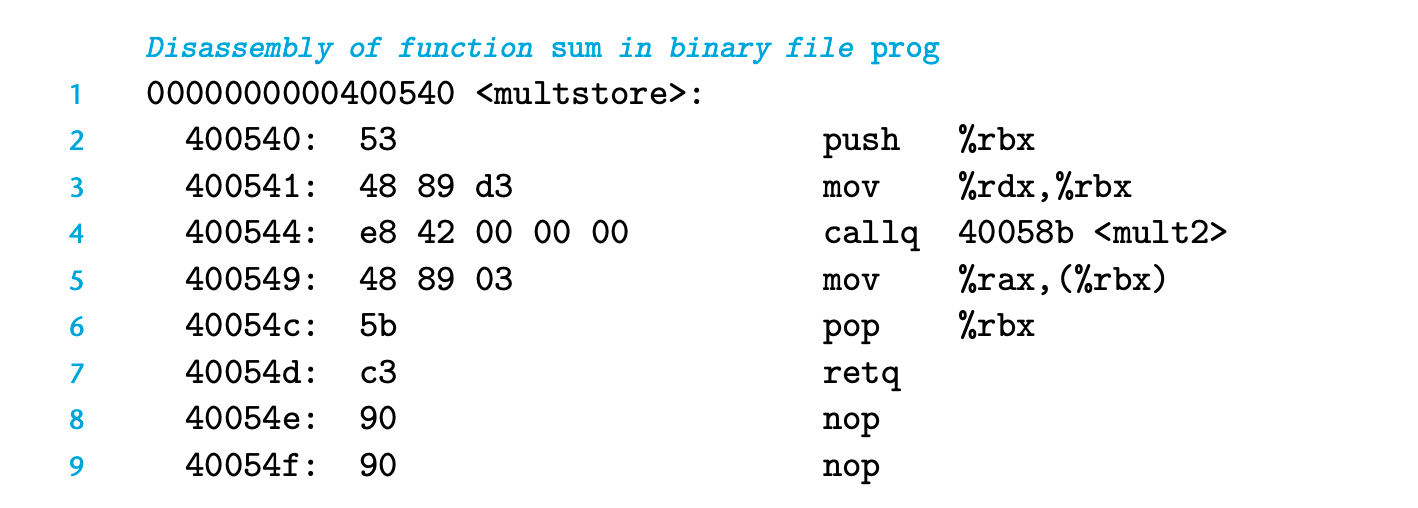 Disassembly of function sum in binary file prog
1 0000000000400540 <multstore>:
2 400540: 53 push %rbx
3 400541: 48 89 d3 mov %rdx,%rbx
4 400544: e8 42 00 00 00 callq 40058b <mult2>
5 400549: 48 89 03 mov %rax,(%rbx)
6 40054c: 5b pop %rbx
7 40054d: c3 retq
8 40054e: 90 nop
9 40054f: 90 nop